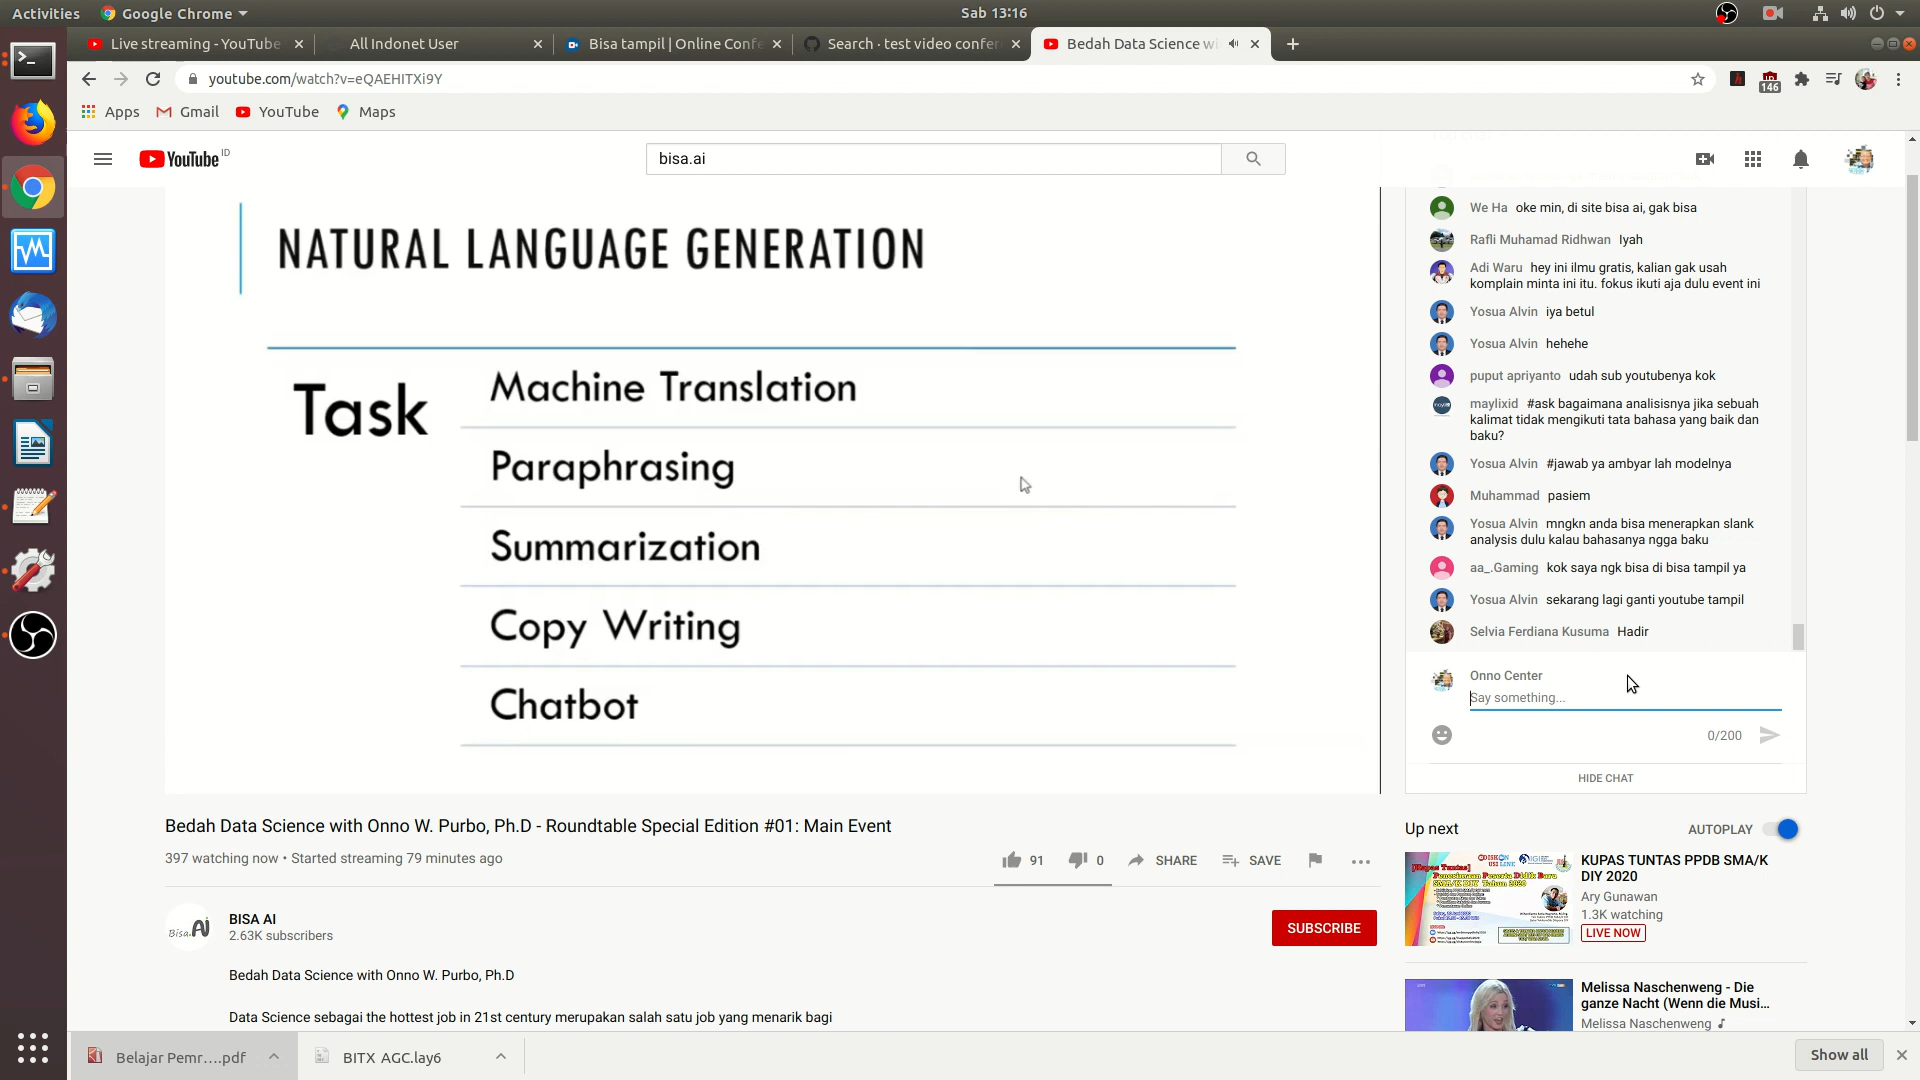 Activities
Google Chrome
Sab 13:16
Live streaming - YouTube
All Indonet User
Bisa tampil | Online Confe
Search · test video confer
Bedah Data Science w
youtube.com/watch?v=eQAEHITXi9Y
146
Apps
Gmail
YouTube
Maps
YouTube ID
bisa.ai
NATURAL LANGUAGE GENERATION
Task
Machine Translation
Paraphrasing
Summarization
Copy Writing
Chatbot
We Ha oke min, di site bisa ai, gak bisa
Rafli Muhamad Ridhwan Iyah
Adi Waru hey ini ilmu gratis, kalian gak usah
komplain minta ini itu. fokus ikuti aja dulu event ini
Yosua Alvin iya betul
Yosua Alvin hehehe
puput apriyanto udah sub youtubenya kok
maylixid #ask bagaimana analisisnya jika sebuah
kalimat tidak mengikuti tata bahasa yang baik dan
baku?
Yosua Alvin #jawab ya ambyar lah modelnya
Muhammad pasiem
Yosua Alvin mngkn anda bisa menerapkan slank
analysis dulu kalau bahasanya ngga baku
aa_.Gaming kok saya ngk bisa di bisa tampil ya
Yosua Alvin sekarang lagi ganti youtube tampil
Selvia Ferdiana Kusuma Hadir
Onno Center
Say something...
0/200
HIDE CHAT
Bedah Data Science with Onno W. Purbo, Ph.D - Roundtable Special Edition #01: Main Event
397 watching now • Started streaming 79 minutes ago
91
0
SHARE
SAVE
Bisa.AI
BISA AI
2.63K subscribers
SUBSCRIBE
Bedah Data Science with Onno W. Purbo, Ph.D
Data Science sebagai the hottest job in 21st century merupakan salah satu job yang menarik bagi
Up next
AUTOPLAY
KUPAS TUNTAS PPDB SMA/K
DIY 2020
Ary Gunawan
1.3K watching
LIVE NOW
Melissa Naschenweng - Die
ganze Nacht (Wenn die Musi...
Melissa Naschenweng
Belajar Pemr....pdf
BITX AGC.lay6
Show all